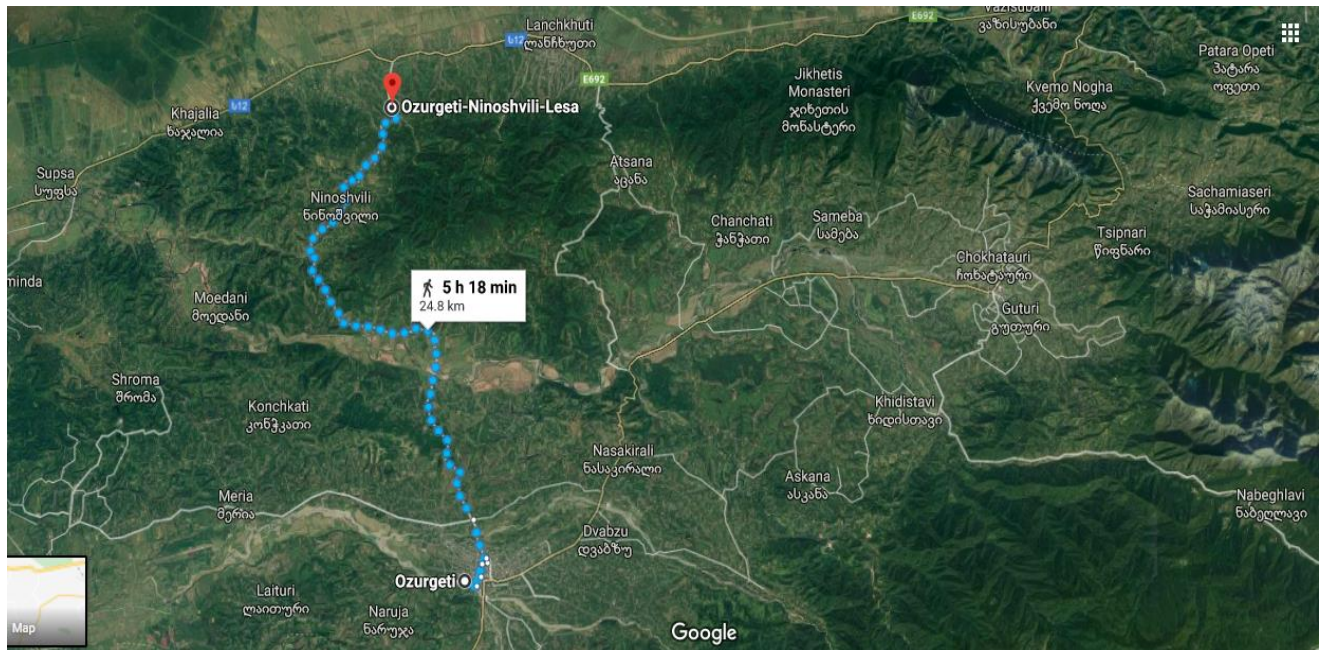 Vazisubani
ვაზისუბანი
E692
Lanchkhuti
ს12
ლანჩხუთი
Patara Opeti
პატარა
ოფეთი
E692
Jikhetis
Monasteri
ჯიხეთის
მონასტერი
Kvemo Nogha
ქვემო ნოღა
ს12
Khajalia
ხაჯალია
Ozurgeti-Ninoshvili-Lesa
Supsa
სუფსა
Atsana
აცანა
Ninoshvili
ნინოშვილი
Sachamiaseri
საჭამიასერი
Chanchati
ჭანჭათი
Sameba
სამება
Tsipnari
წიფნარი
Chokhatauri
ჩოხატაური
minda
5 h 18 min
24.8 km
Moedani
მოედანი
Guturi
გუთური
Shroma
შრომა
Konchkati
კონჭკათი
Khidistavi
ხიდისთავი
Nasakirali
ნასაკირალი
Askana
ასკანა
Meria
მერია
Nabeghlavi
ნაბეღლავი
Dvabzu
დვაბზუ
Ozurgeti
Laituri
ლაითური
Naruja
ნარუჯა
Map
Google